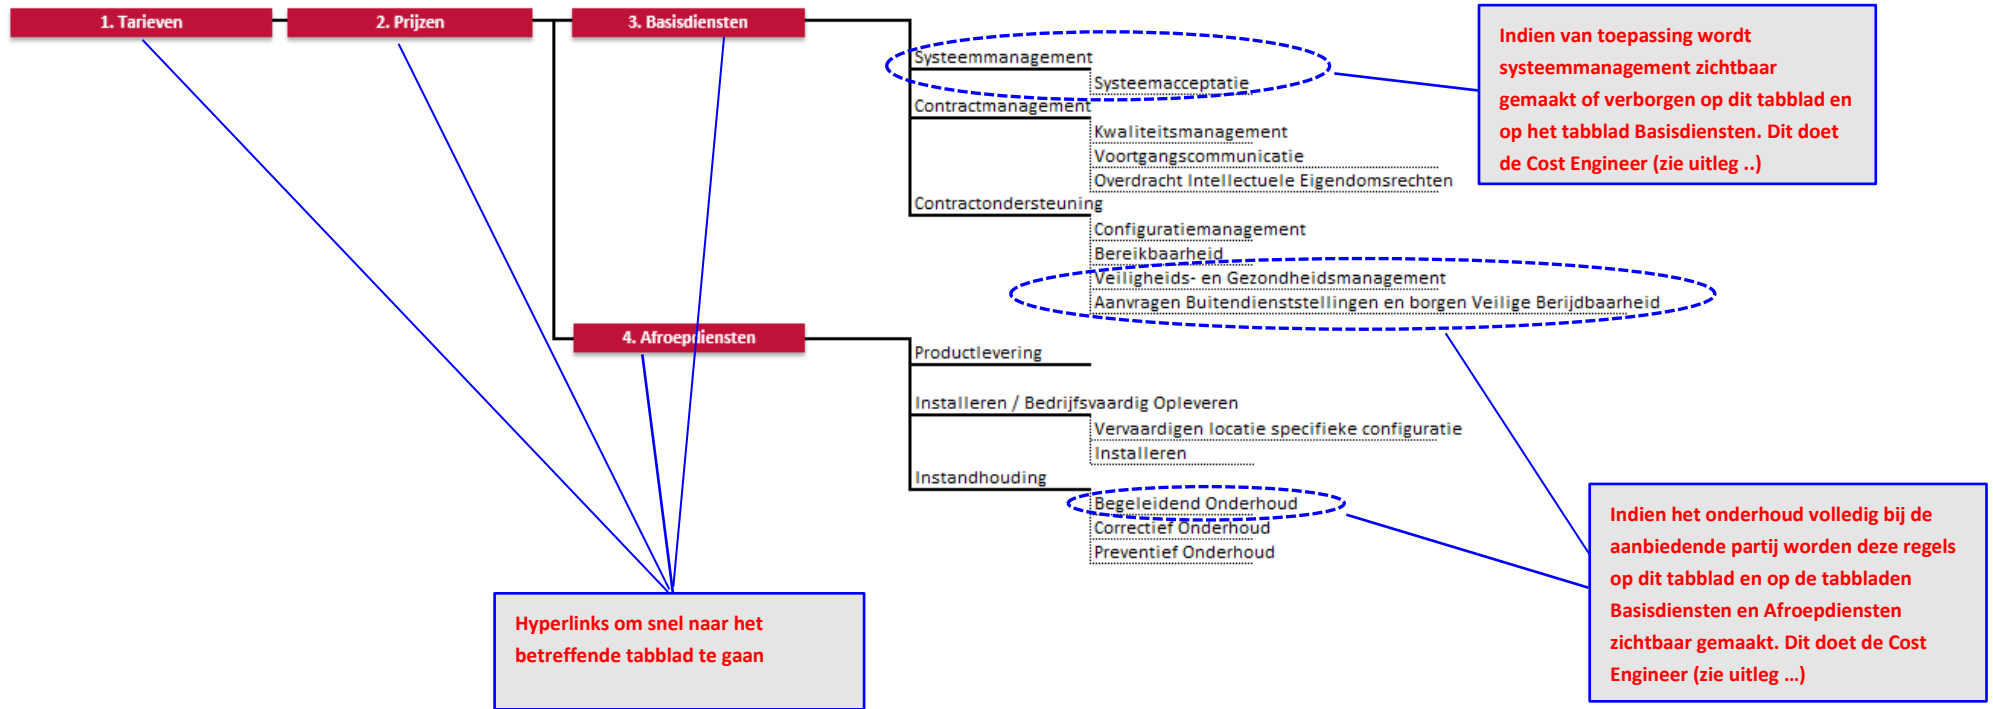 1. Tarieven
2. Prijzen
3. Basisdiensten
Systeemmanagement
Systeemacceptatie
Contractmanagement
Kwaliteitsmanagement
Voortgangscommunicatie
Overdracht Intellectuele Eigendomsrechten
Contractondersteuning
Configuratiemanagement
Bereikbaarheid
Veiligheids- en Gezondheidsmanagement
Aanvragen Buitendienststellingen en borgen Veilige Berijdbaarheid
4. Afroepdiensten
Productlevering
Installeren / Bedrijfsvaardig Opleveren
Vervaardigen locatie specifieke configuratie
Installeren
Instandhouding
Begeleidend Onderhoud
Correctief Onderhoud
Preventief Onderhoud
Indien van toepassing wordt
systeemmanagement zichtbaar
gemaakt of verborgen op dit tabblad en
op het tabblad Basisdiensten. Dit doet
de Cost Engineer (zie uitleg ..)
Indien het onderhoud volledig bij de
aanbiedende partij worden deze regels
op dit tabblad en op de tabbladen
Basisdiensten en Afroepdiensten
zichtbaar gemaakt. Dit doet de Cost
Engineer (zie uitleg …)
Hyperlinks om snel naar het
betreffende tabblad te gaan